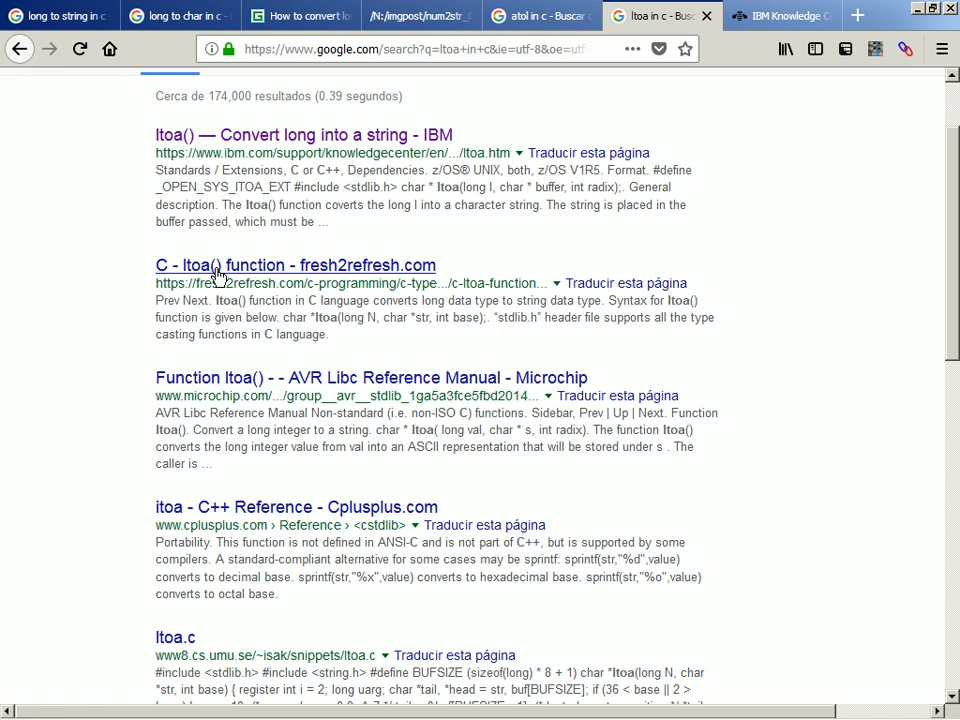 long to string in c
long to char in c -
How to convert lo
/N:/imgpost/num2str_
atol in c - Buscar c
ltoa in c - Busc
IBM Knowledge C
https://www.google.com/search?q=ltoa+in+c&ie=utf-8&oe=ut
Cerca de 174,000 resultados (0.39 segundos)
ltoa() — Convert long into a string - IBM
https://www.ibm.com/support/knowledgecenter/en/.../ltoa.htm Traducir esta página
Standards / Extensions, C or C++, Dependencies. z/OS® UNIX, both, z/OS V1R5. Format. #define
_OPEN_SYS_ITOA_EXT #include <stdlib.h> char * ltoa(long l, char * buffer, int radix);. General
description. The ltoa() function coverts the long l into a character string. The string is placed in the
buffer passed, which must be ...
C - ltoa() function - fresh2refresh.com
https://fresh2refresh.com/c-programming/c-type.../c-ltoa-function... Traducir esta página
Prev Next. ltoa() function in C language converts long data type to string data type. Syntax for ltoa()
function is given below. char *ltoa(long N, char *str, int base);. “stdlib.h” header file supports all the type
casting functions in C language.
Function ltoa() - - AVR Libc Reference Manual - Microchip
www.microchip.com/.../group__avr__stdlib_1ga5a3fce5fbd2014... Traducir esta página
AVR Libc Reference Manual Non-standard (i.e. non-ISO C) functions. Sidebar, Prev | Up | Next. Function
ltoa(). Convert a long integer to a string. char * ltoa( long val, char * s, int radix). The function ltoa()
converts the long integer value from val into an ASCII representation that will be stored under s . The
caller is ...
itoa - C++ Reference - Cplusplus.com
www.cplusplus.com › Reference › <cstdlib> Traducir esta página
Portability. This function is not defined in ANSI-C and is not part of C++, but is supported by some
compilers. A standard-compliant alternative for some cases may be sprintf: sprintf(str,"%d",value)
converts to decimal base. sprintf(str,"%x",value) converts to hexadecimal base. sprintf(str,"%o",value)
converts to octal base.
ltoa.c
www8.cs.umu.se/~isak/snippets/ltoa.c Traducir esta página
#include <stdlib.h> #include <string.h> #define BUFSIZE (sizeof(long) * 8 + 1) char *ltoa(long N, char
*str, int base) { register int i = 2; long uarg; char *tail, *head = str, buf[BUFSIZE]; if (36 < base || 2 >